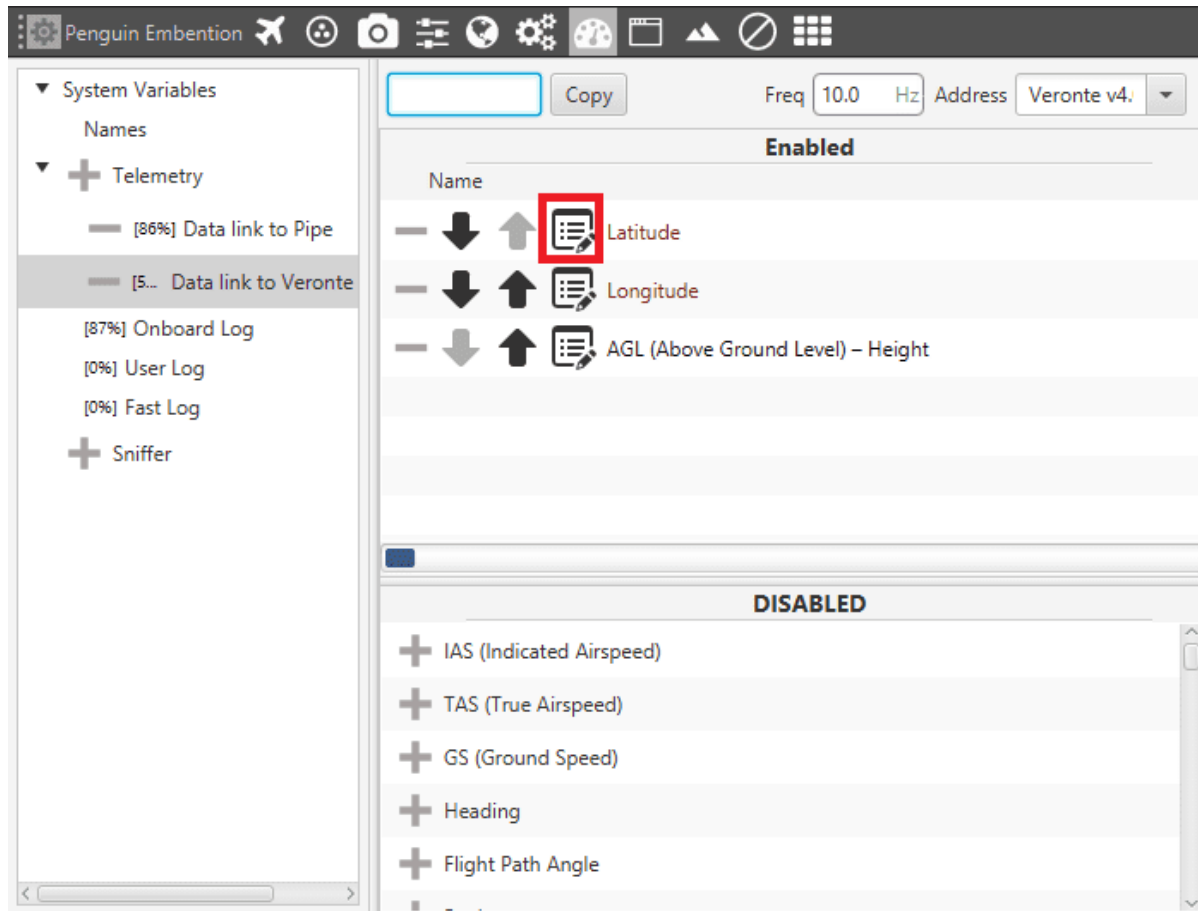 Penguin Embention
System Variables
Names
Telemetry
[86%] Data link to Pipe
[5... Data link to Veronte
[87%] Onboard Log
[0%] User Log
[0%] Fast Log
Sniffer
Copy Freq 10.0 Hz Address Veronte v4.
Enabled
Name
Latitude
Longitude
AGL (Above Ground Level) – Height
DISABLED
IAS (Indicated Airspeed)
TAS (True Airspeed)
GS (Ground Speed)
Heading
Flight Path Angle